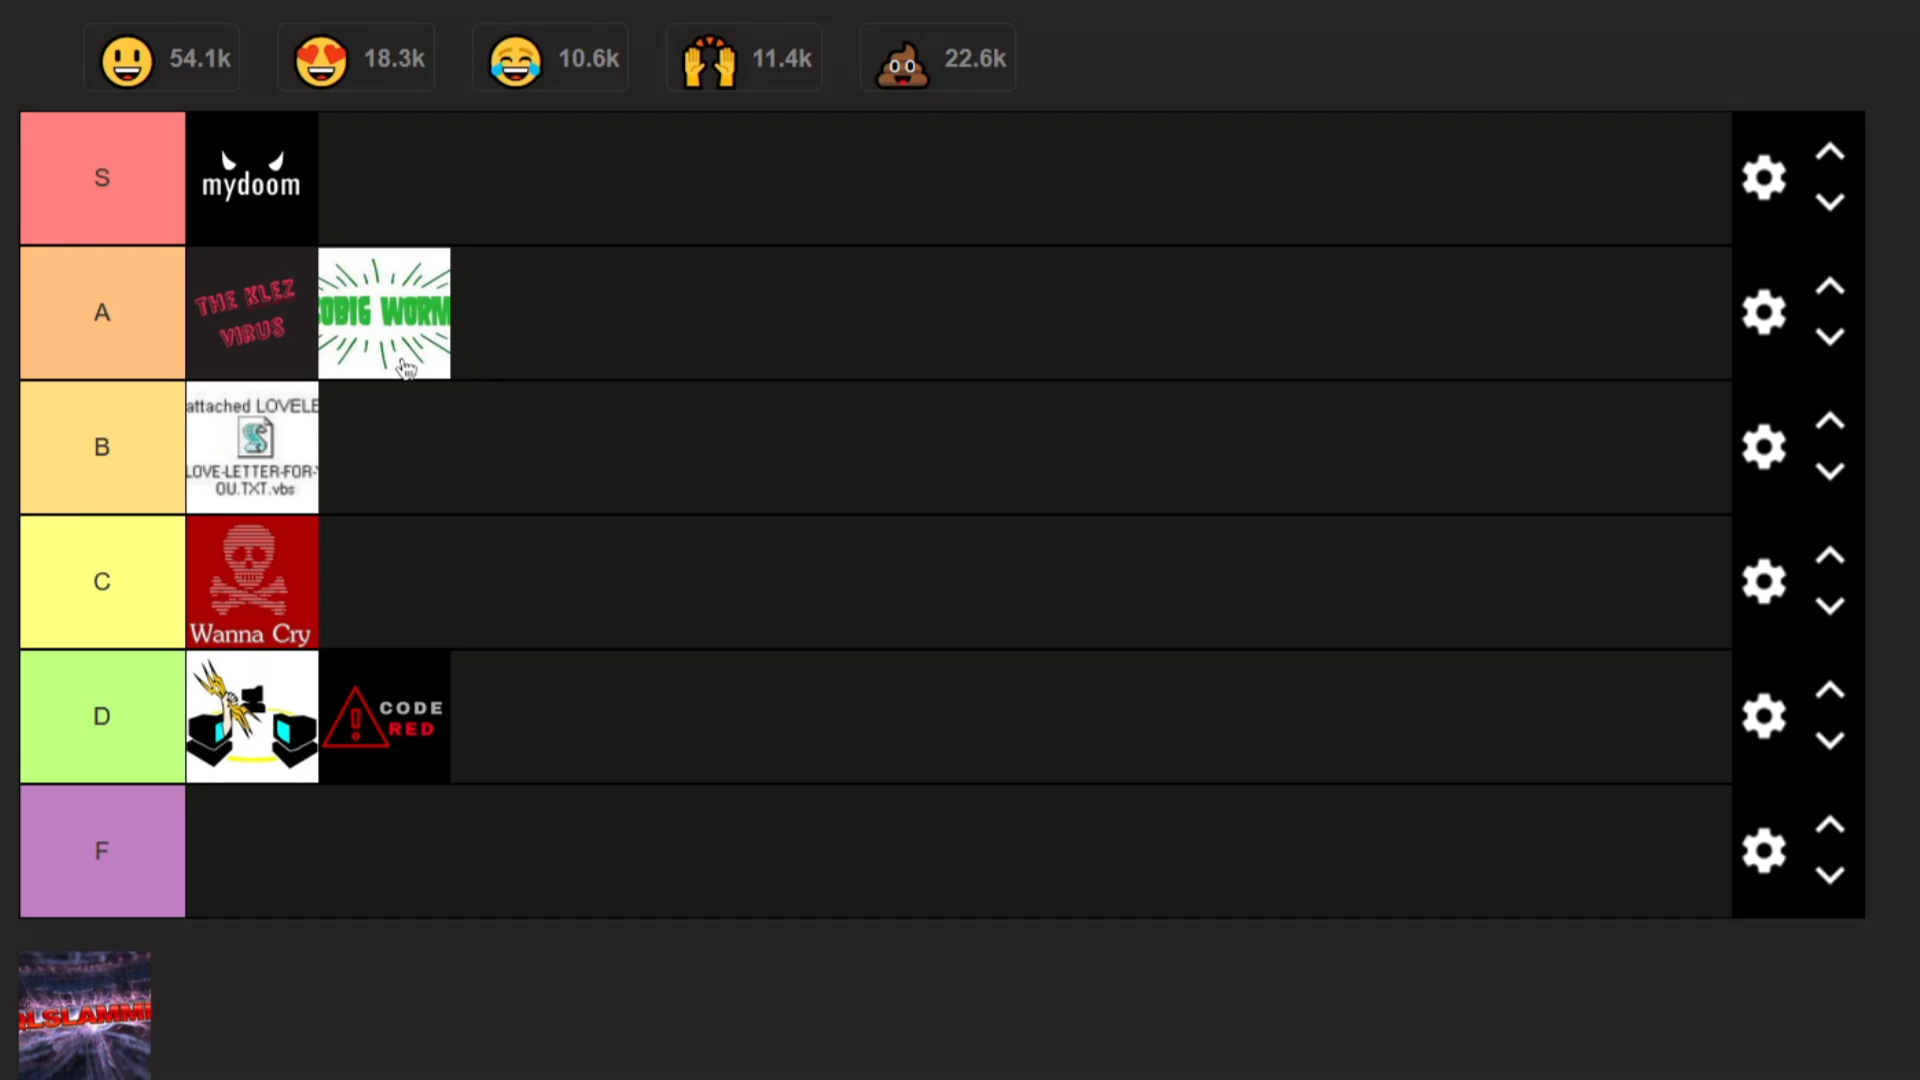 54.1k
18.3k
10.6k
11.4k
22.6k
S
mydoom
A
THE KLEZ
VIRUS
OBIG WORM
B
attached LOVELE
LOVE-LETTER-FOR-Y
OU.TXT.vbs
C
Wanna Cry
D
CODE
RED
F
LSLAMM